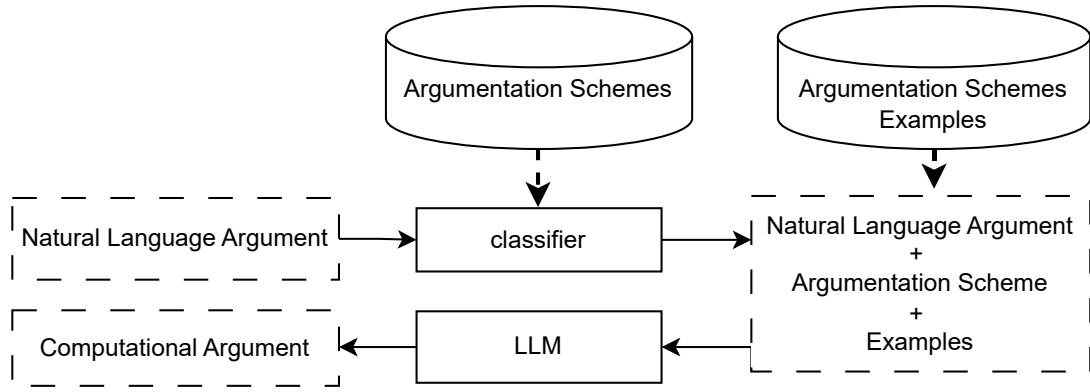 Argumentation Schemes
Argumentation Schemes
Examples
Natural Language Argument
classifier
Natural Language Argument
+
Argumentation Scheme
+
Examples
LLM
Computational Argument